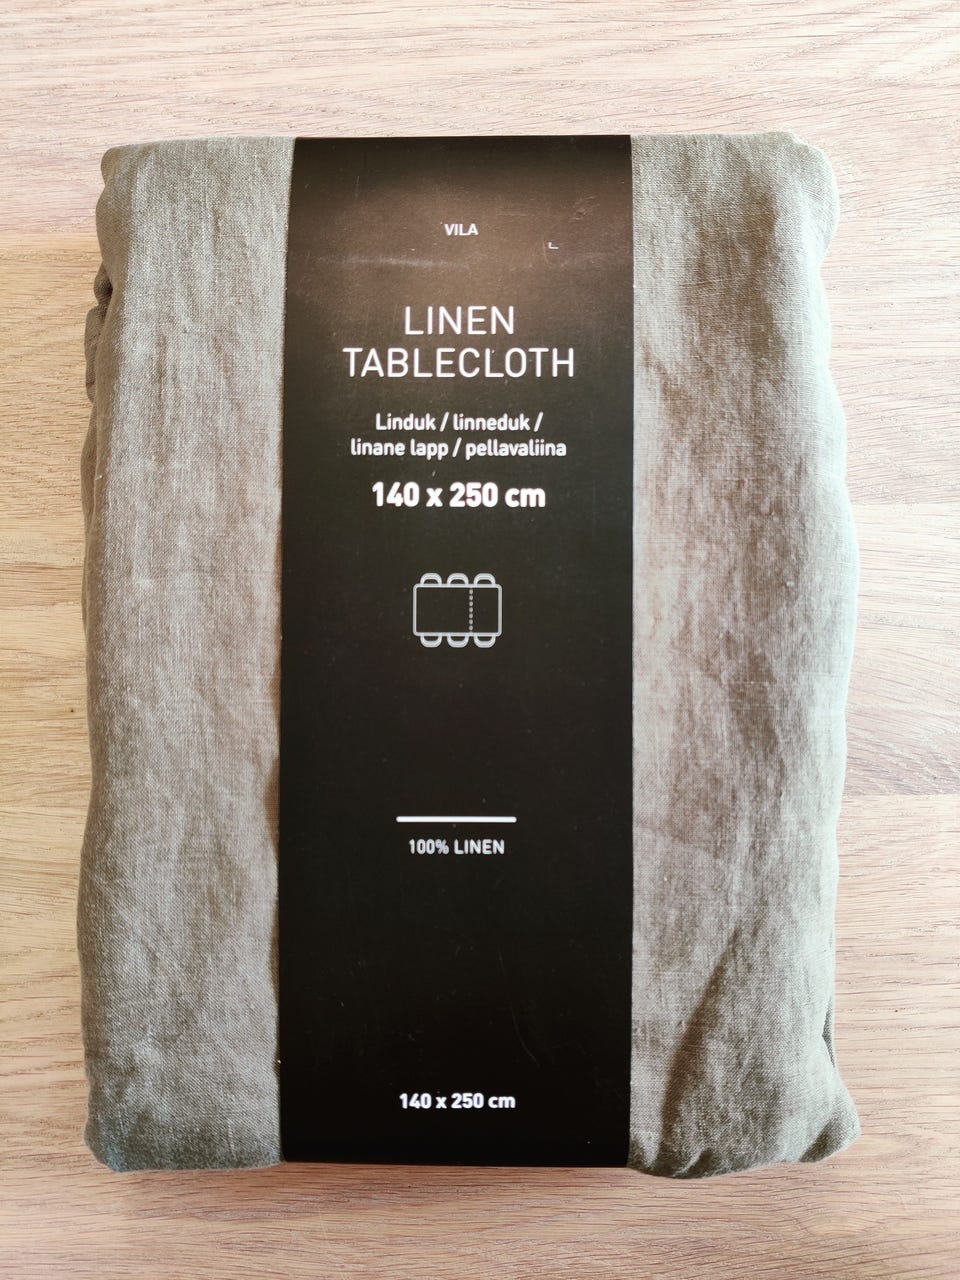 VILA
LINEN
TABLECLOTH
Linduk / linneduk /
linane lapp / pellavaliina
140 x 250 cm
100% LINEN
140 x 250 cm